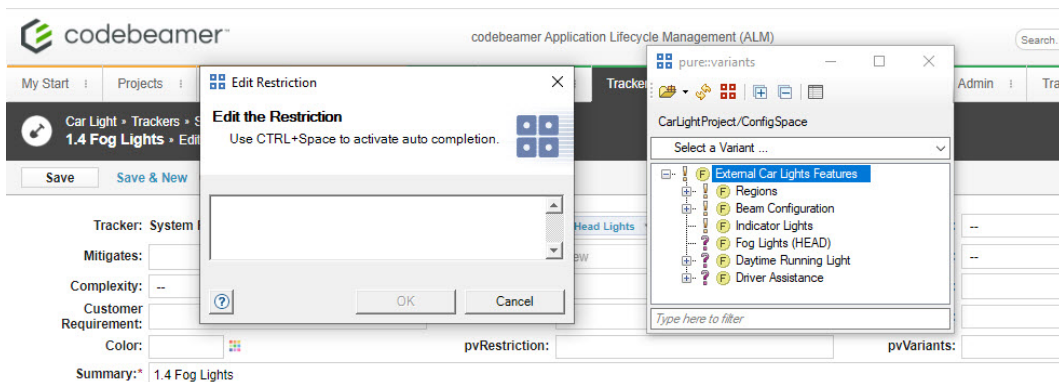 codebeamer
codebeamer Application Lifecycle Management (ALM)
Search.
My Start
Projects
Tracke
Admin
Tra
Car Light » Trackers » S
1.4 Fog Lights » Edi
Save
Save & New
Edit Restriction
Edit the Restriction
Use CTRL+Space to activate auto completion.
OK
Cancel
pure::variants
CarLightProject/ConfigSpace
Select a Variant ...
External Car Lights Features
Regions
Beam Configuration
Indicator Lights
Fog Lights (HEAD)
Daytime Running Light
Driver Assistance
Type here to filter
Tracker: System
Head Lights
--
Mitigates:
ew
--
Complexity: --
Customer
Requirement:
Color:
pvRestriction:
pvVariants:
Summary:* 1.4 Fog Lights